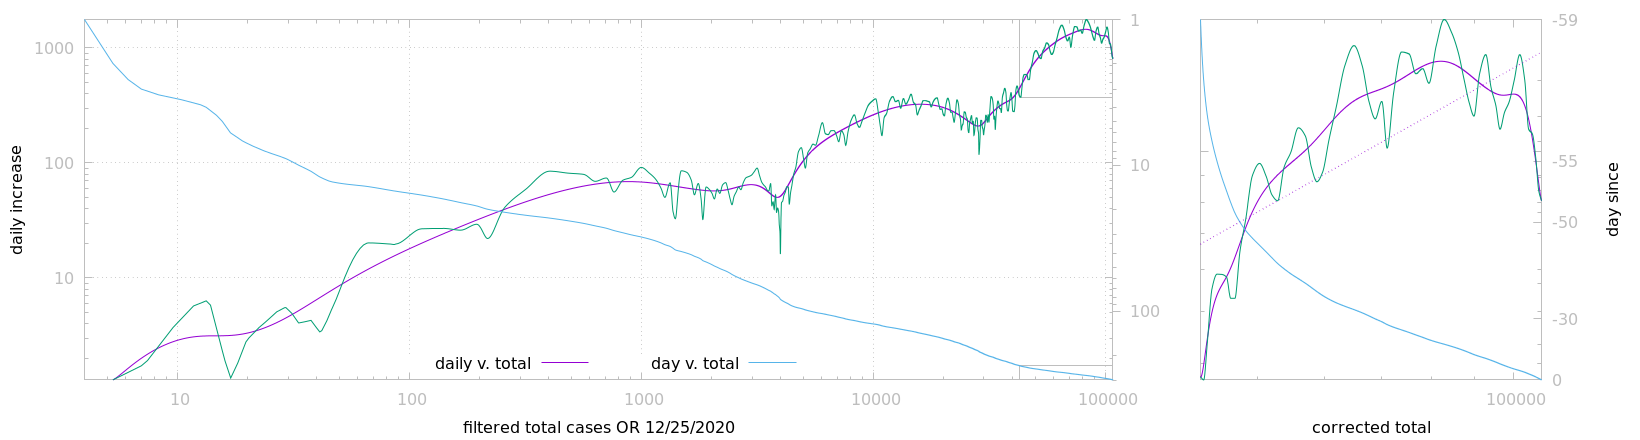 1000
100
10
daily increase
10
100
1000
10000
100000
filtered total cases OR 12/25/2020
daily v. total
day v. total
1
10
100
-59
-55
-50
-30
0
day since
100000
corrected total